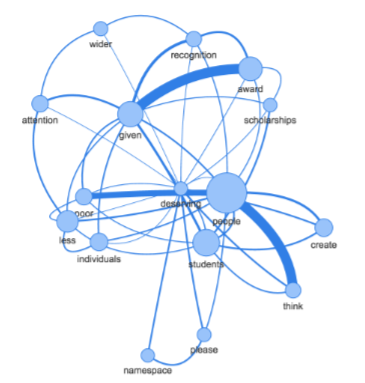 wider
recognition
award
attention
scholarships
given
poor
deserving
people
less
create
individuals
students
think
please
namespace